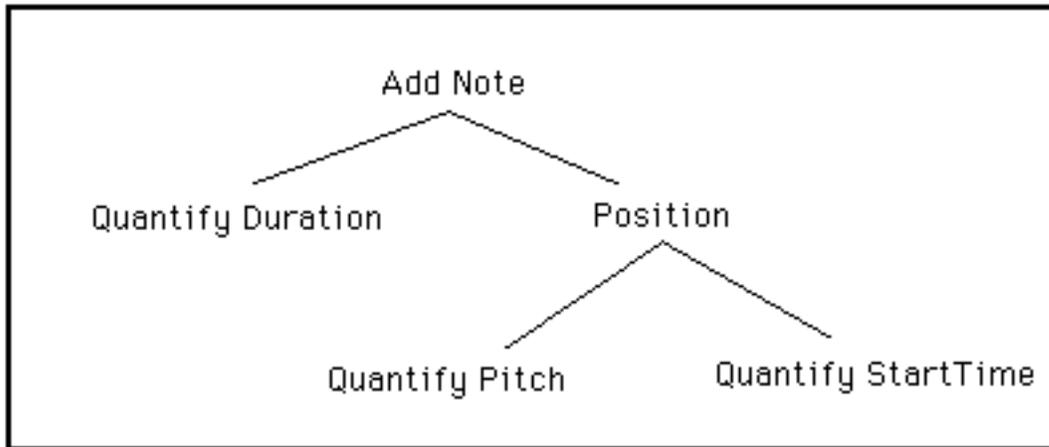 Add Note
Quantify Duration
Position
Quantify Pitch
Quantify StartTime